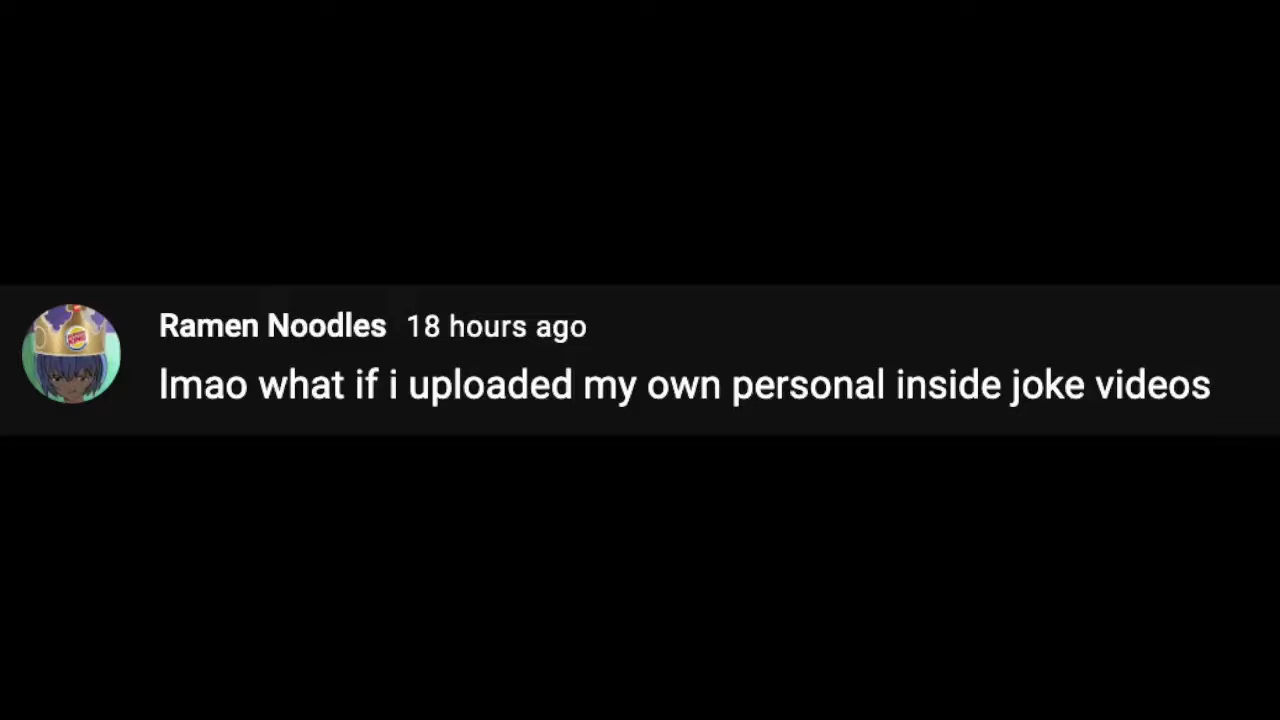 Ramen Noodles 18 hours ago
lmao what if i uploaded my own personal inside joke videos